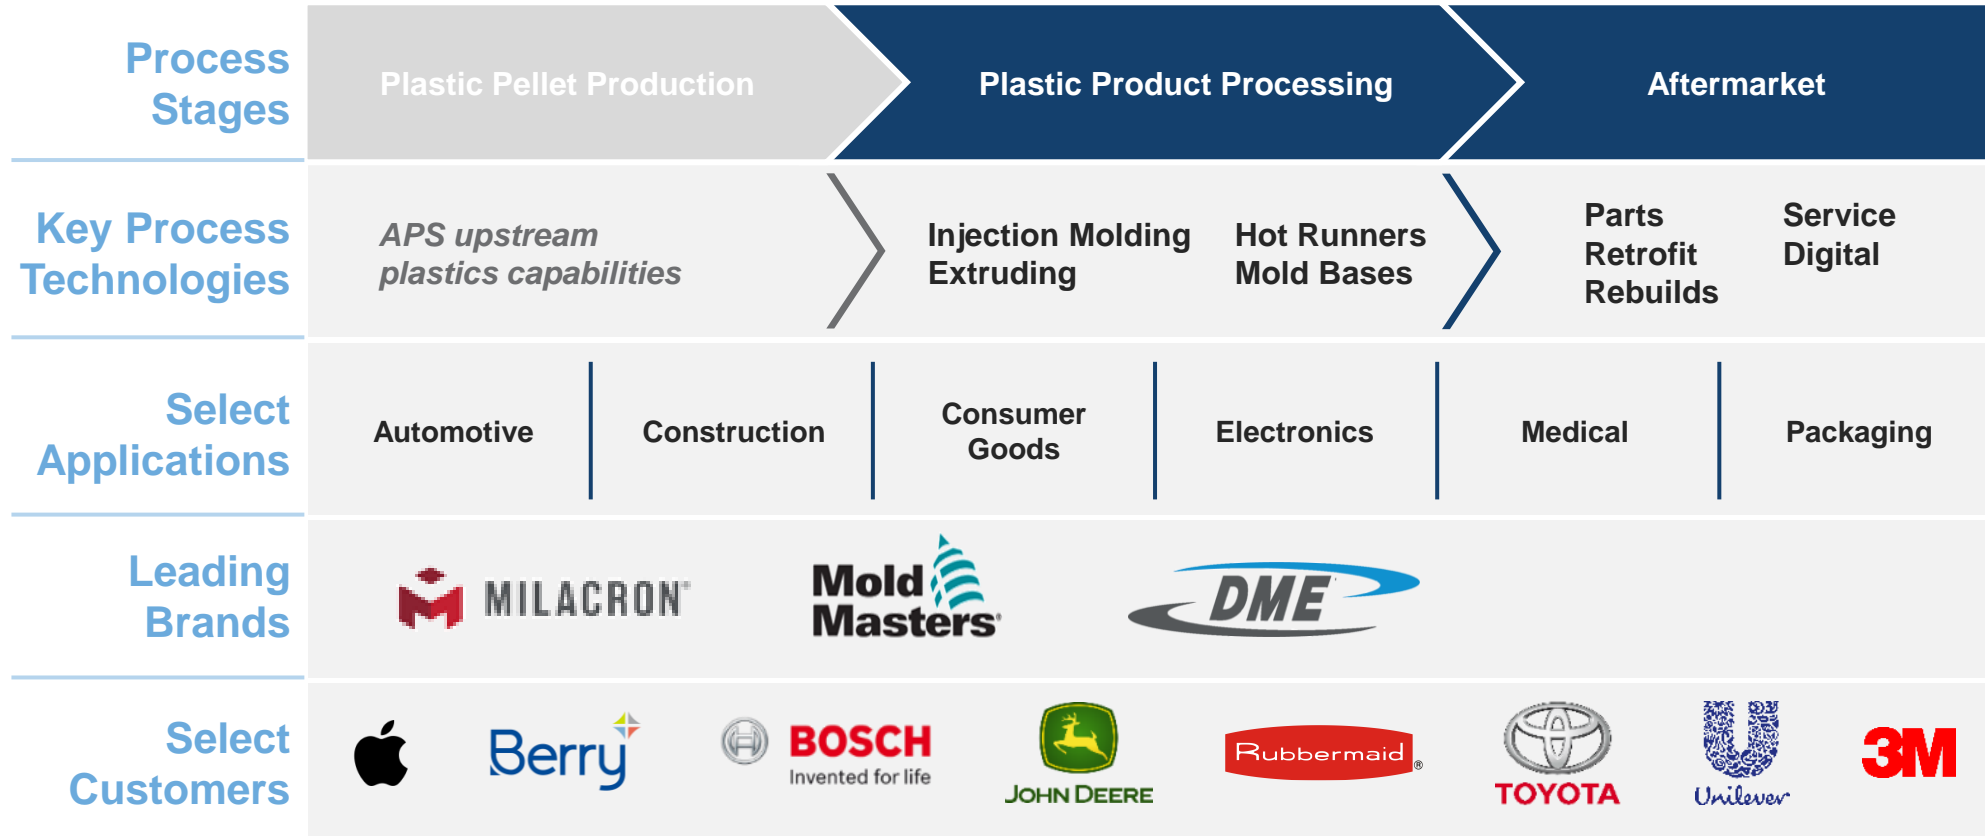 Process
Stages
Plastic Pellet Production
Plastic Product Processing
Aftermarket
Key Process
Technologies
APS upstream
plastics capabilities
Injection Molding
Extruding
Hot Runners
Mold Bases
Parts
Retrofit
Rebuilds
Service
Digital
Select
Applications
Automotive
Construction
Consumer
Goods
Electronics
Medical
Packaging
Leading
Brands
MILACRON®
Mold
Masters®
DME
Select
Customers
Berry
BOSCH
Invented for life
JOHN DEERE
Rubbermaid®
TOYOTA
Unilever
3M